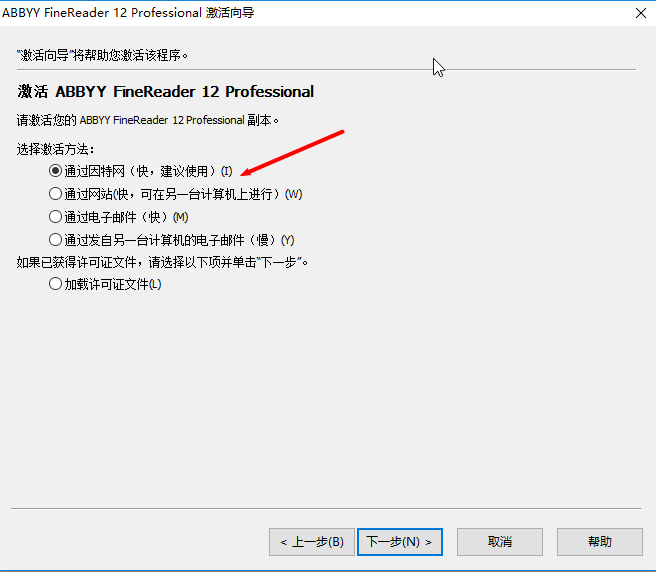 ABBYY FineReader 12 Professional 激活向导
“激活向导”将帮助您激活该程序。
激活 ABBYY FineReader 12 Professional
请激活您的 ABBYY FineReader 12 Professional 副本。
选择激活方法：
通过因特网（快，建议使用）(I)
通过网站(快，可在另一台计算机上进行）(W)
通过电子邮件（快）(M)
通过发自另一台计算机的电子邮件（慢）(Y)
如果已获得许可证文件，请选择以下项并单击“下一步”。
加载许可证文件(L)
< 上一步(B) 下一步(N) > 取消 帮助